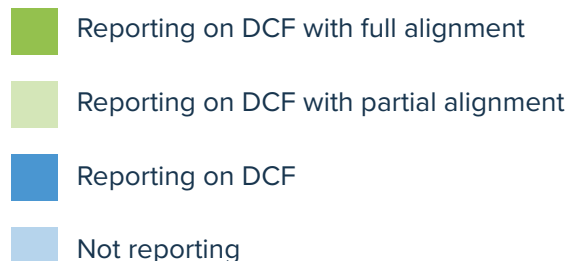 Reporting on DCF with full alignment
Reporting on DCF with partial alignment
Reporting on DCF
Not reporting